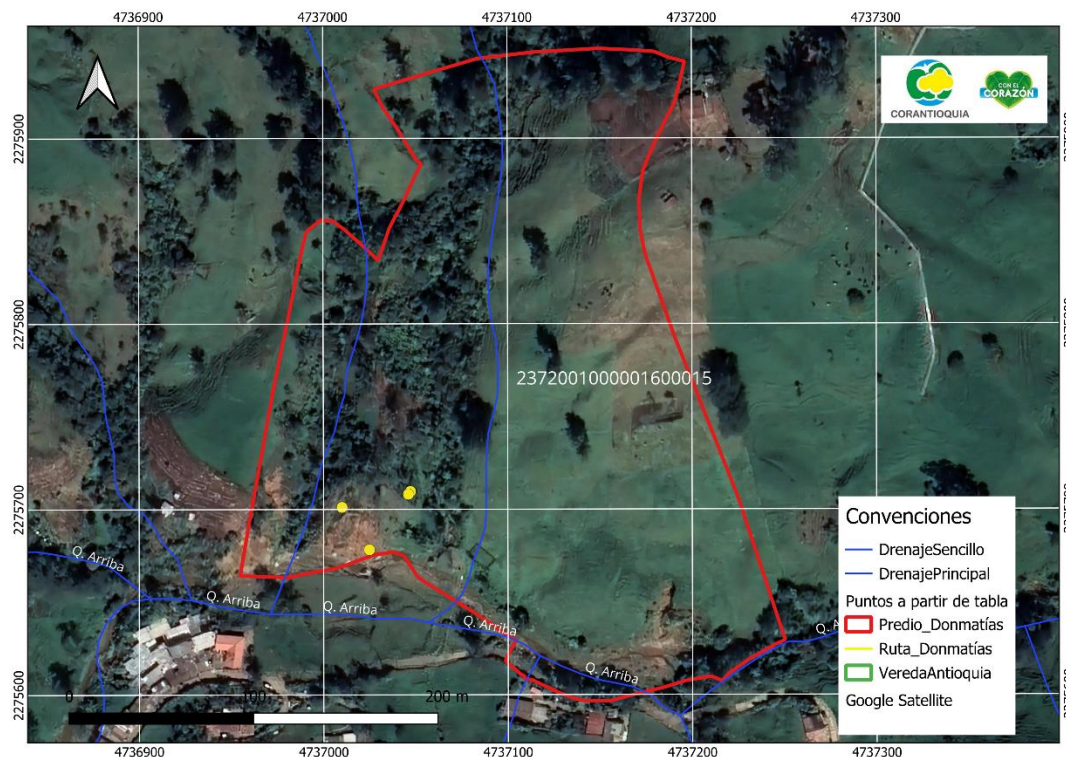 4736900 4737000 4737100 4737200 4737300
CORANTIOQUIA
CON EL
CORAZÓN
2275900
2275800
2372001000001600015
2275700
Convenciones
DrenajeSencillo
DrenajePrincipal
Puntos a partir de tabla
Predio_Donmatías
Ruta_Donmatías
VeredaAntioquia
Google Satellite
Q. Arriba
Q. Arriba
Q. Arriba
Q. Arriba
Q. Arriba
2275600
0 100 200 m
4736900 4737000 4737100 4737200 4737300